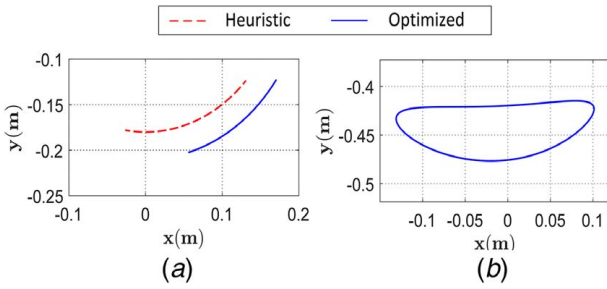 Heuristic Optimized
-0.1
-0.15
-0.2
-0.25
y(m)
-0.1 0 0.1 0.2
x(m)
(a)
-0.4
-0.45
-0.5
y(m)
-0.1 -0.05 0 0.05 0.1
x(m)
(b)